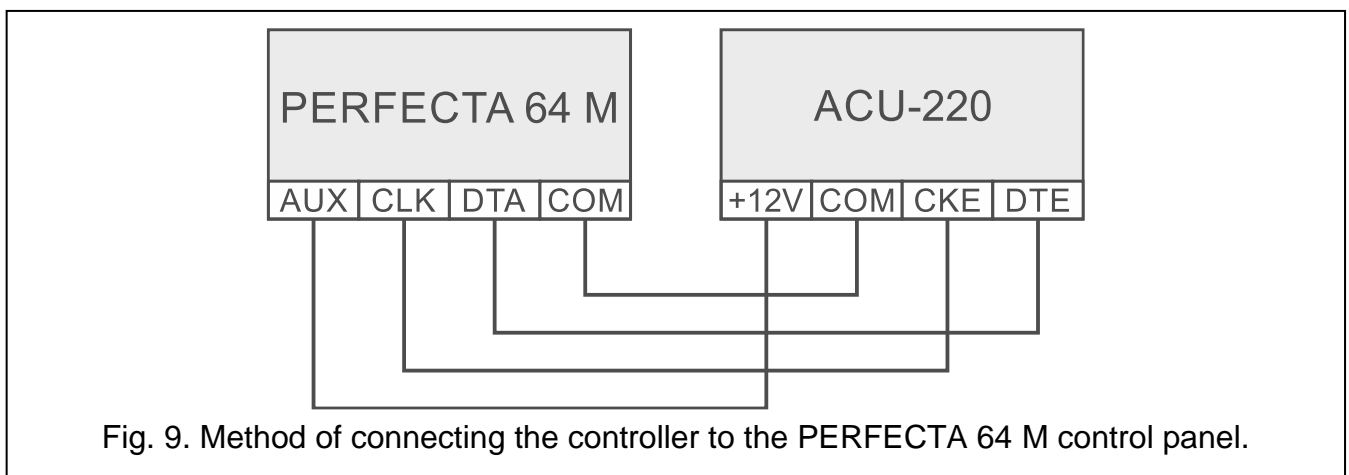 PERFECTA 64 M ACU-220
AUX CLK DTA COM +12V COM CKE DTE
Fig. 9. Method of connecting the controller to the PERFECTA 64 M control panel.